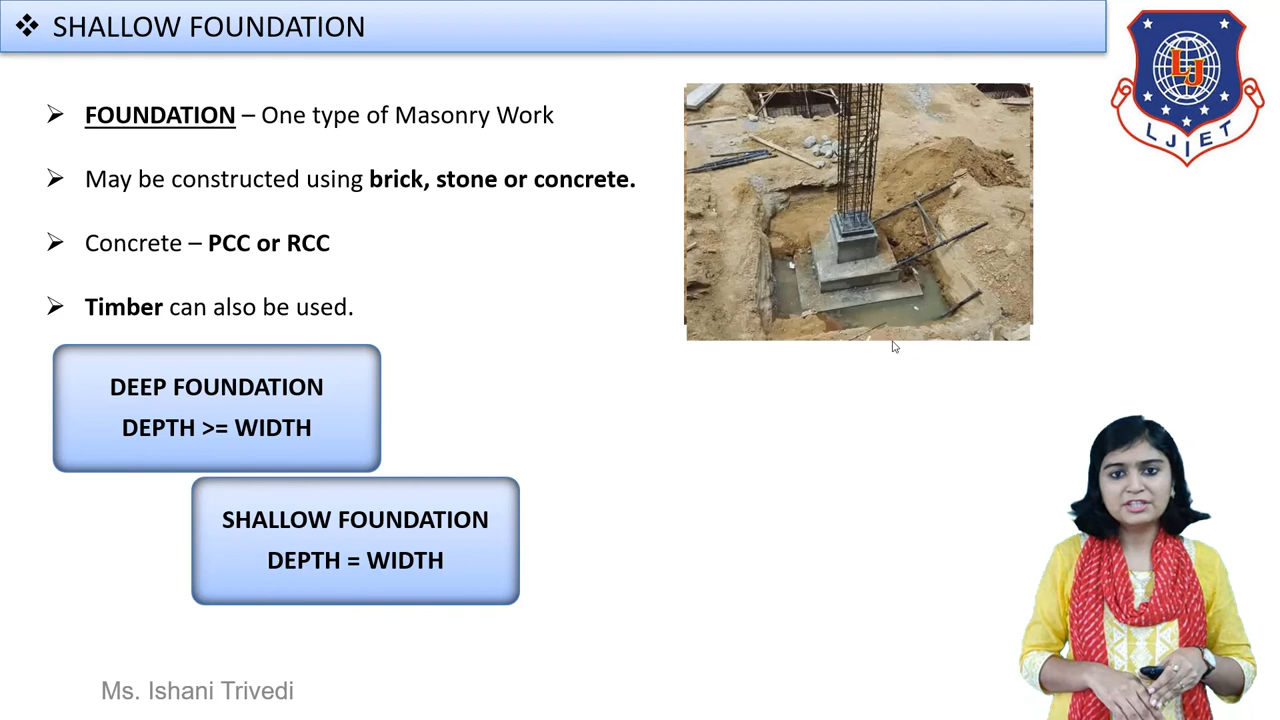 SHALLOW FOUNDATION
FOUNDATION – One type of Masonry Work
May be constructed using brick, stone or concrete.
Concrete – PCC or RCC
Timber can also be used.
DEEP FOUNDATION
DEPTH >= WIDTH
SHALLOW FOUNDATION
DEPTH = WIDTH
Ms. Ishani Trivedi
LJ
LJIET